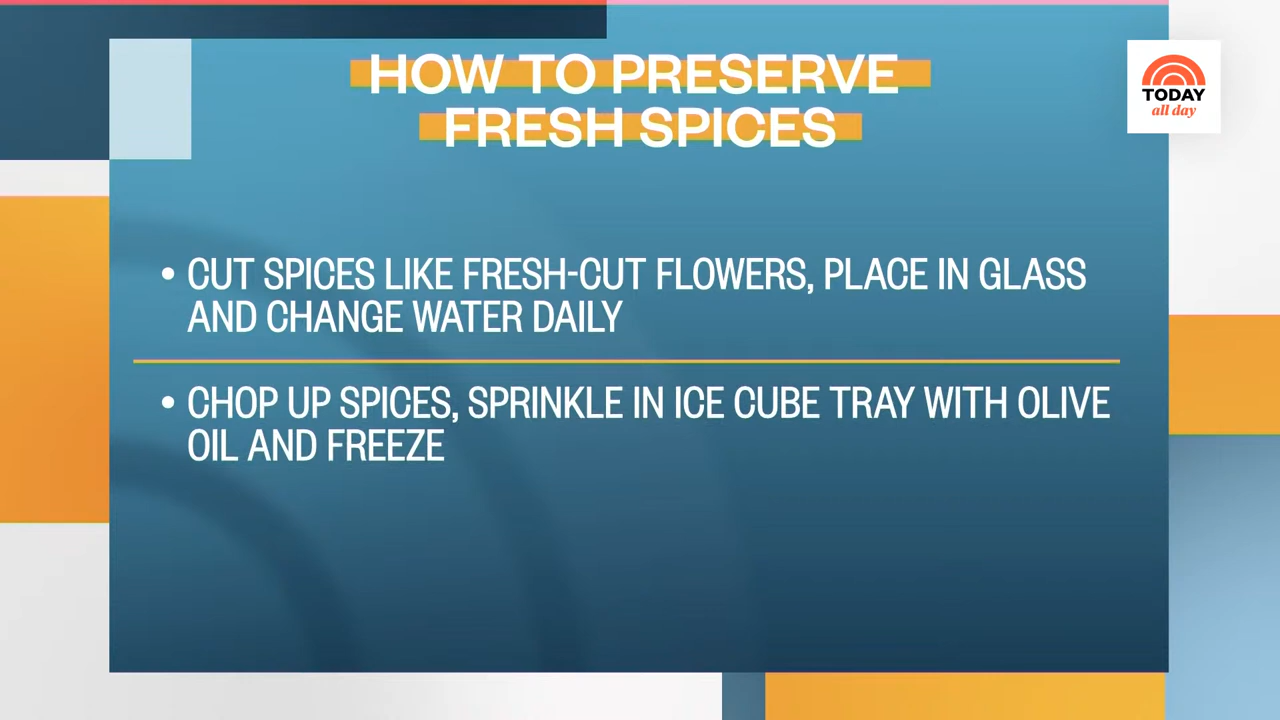 HOW TO PRESERVE
FRESH SPICES
TODAY
all day
• CUT SPICES LIKE FRESH-CUT FLOWERS, PLACE IN GLASS
AND CHANGE WATER DAILY
• CHOP UP SPICES, SPRINKLE IN ICE CUBE TRAY WITH OLIVE
OIL AND FREEZE